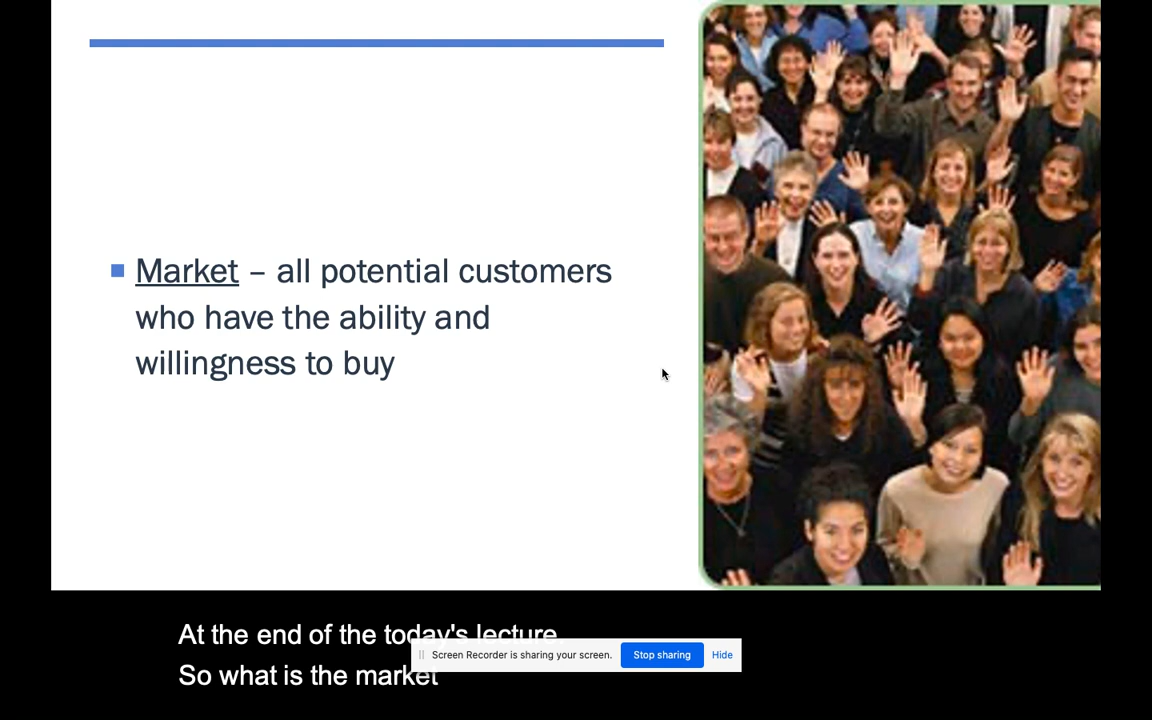 Market – all potential customers
who have the ability and
willingness to buy
At the end of the today's lecture
So what is the market
Screen Recorder is sharing your screen.
Stop sharing
Hide